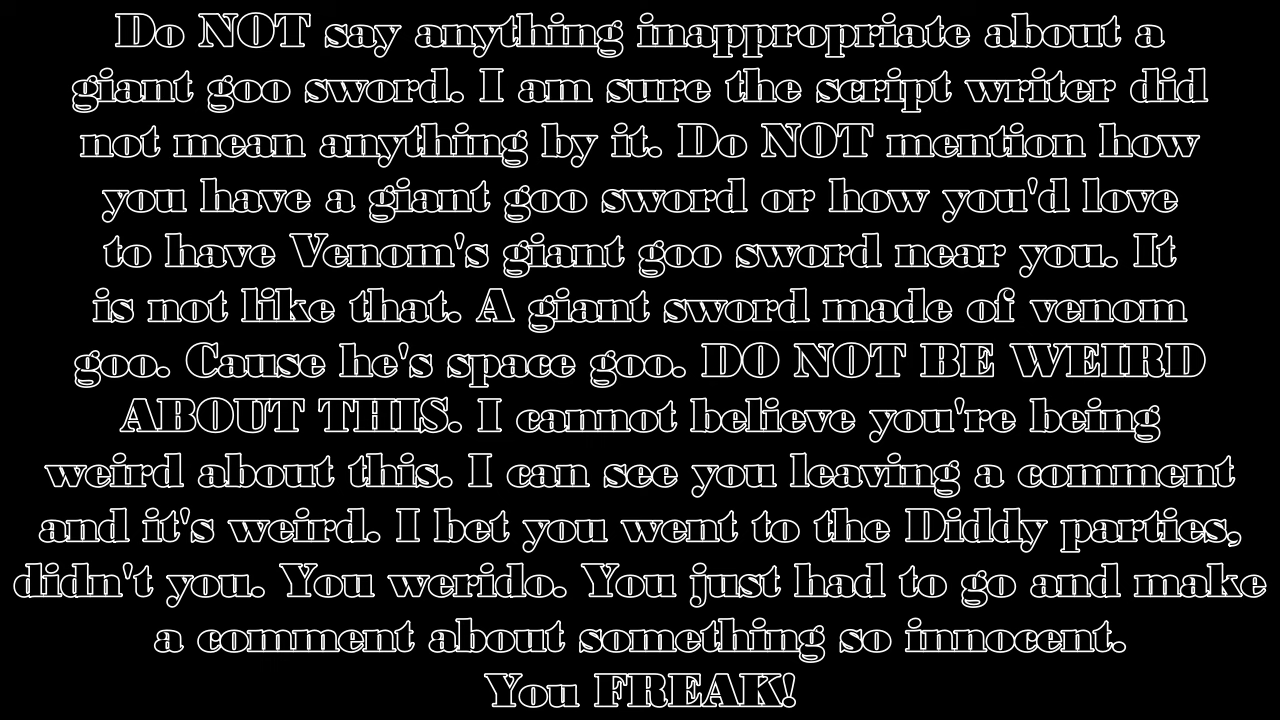 Do NOT say anything inappropriate about a
giant goo sword. I am sure the script writer did
not mean anything by it. Do NOT mention how
you have a giant goo sword or how you'd love
to have Venom's giant goo sword near you. It
is not like that. A giant sword made of venom
goo. Cause he's space goo. DO NOT BE WEIRD
ABOUT THIS. I cannot believe you're being
weird about this. I can see you leaving a comment
and it's weird. I bet you went to the Diddy parties,
didn't you. You werido. You just had to go and make
a comment about something so innocent.
You FREAK!